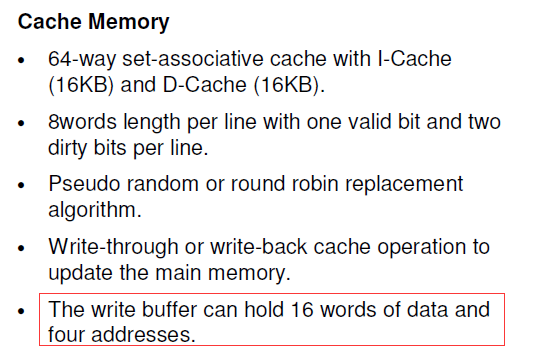 Cache Memory
• 64-way set-associative cache with I-Cache
(16KB) and D-Cache (16KB).
• 8words length per line with one valid bit and two
dirty bits per line.
• Pseudo random or round robin replacement
algorithm.
• Write-through or write-back cache operation to
update the main memory.
• The write buffer can hold 16 words of data and
four addresses.